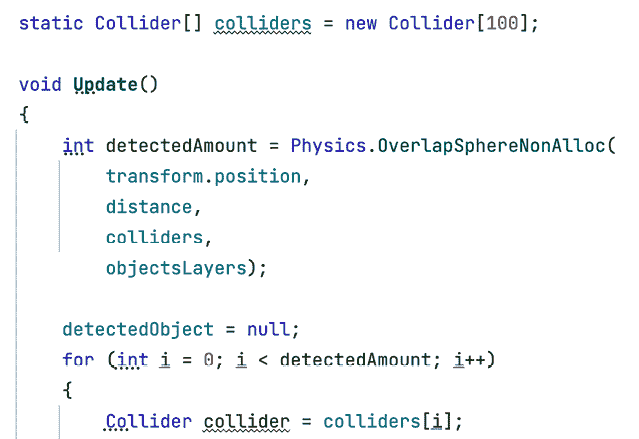 static Collider[] colliders = new Collider[100];
void Update()
{
int detectedAmount = Physics.OverlapSphereNonAlloc(
transform.position,
distance,
colliders,
objectsLayers);
detectedObject = null;
for (int i = 0; i < detectedAmount; i++)
{
Collider collider = colliders[i];